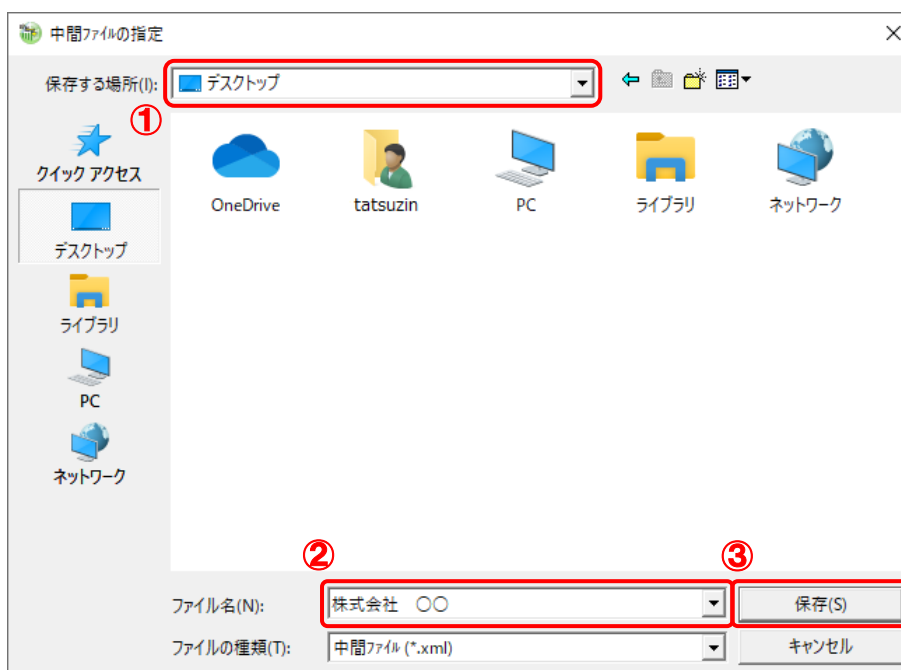 中間ﾌｧｲﾙの指定
保存する場所(I):
デスクトップ
①
クイック アクセス
デスクトップ
ライブラリ
PC
ネットワーク
OneDrive
tatsuzin
PC
ライブラリ
ネットワーク
②
③
ファイル名(N):
株式会社　〇〇
保存(S)
ファイルの種類(T):
中間ﾌｧｲﾙ (*.xml)
キャンセル